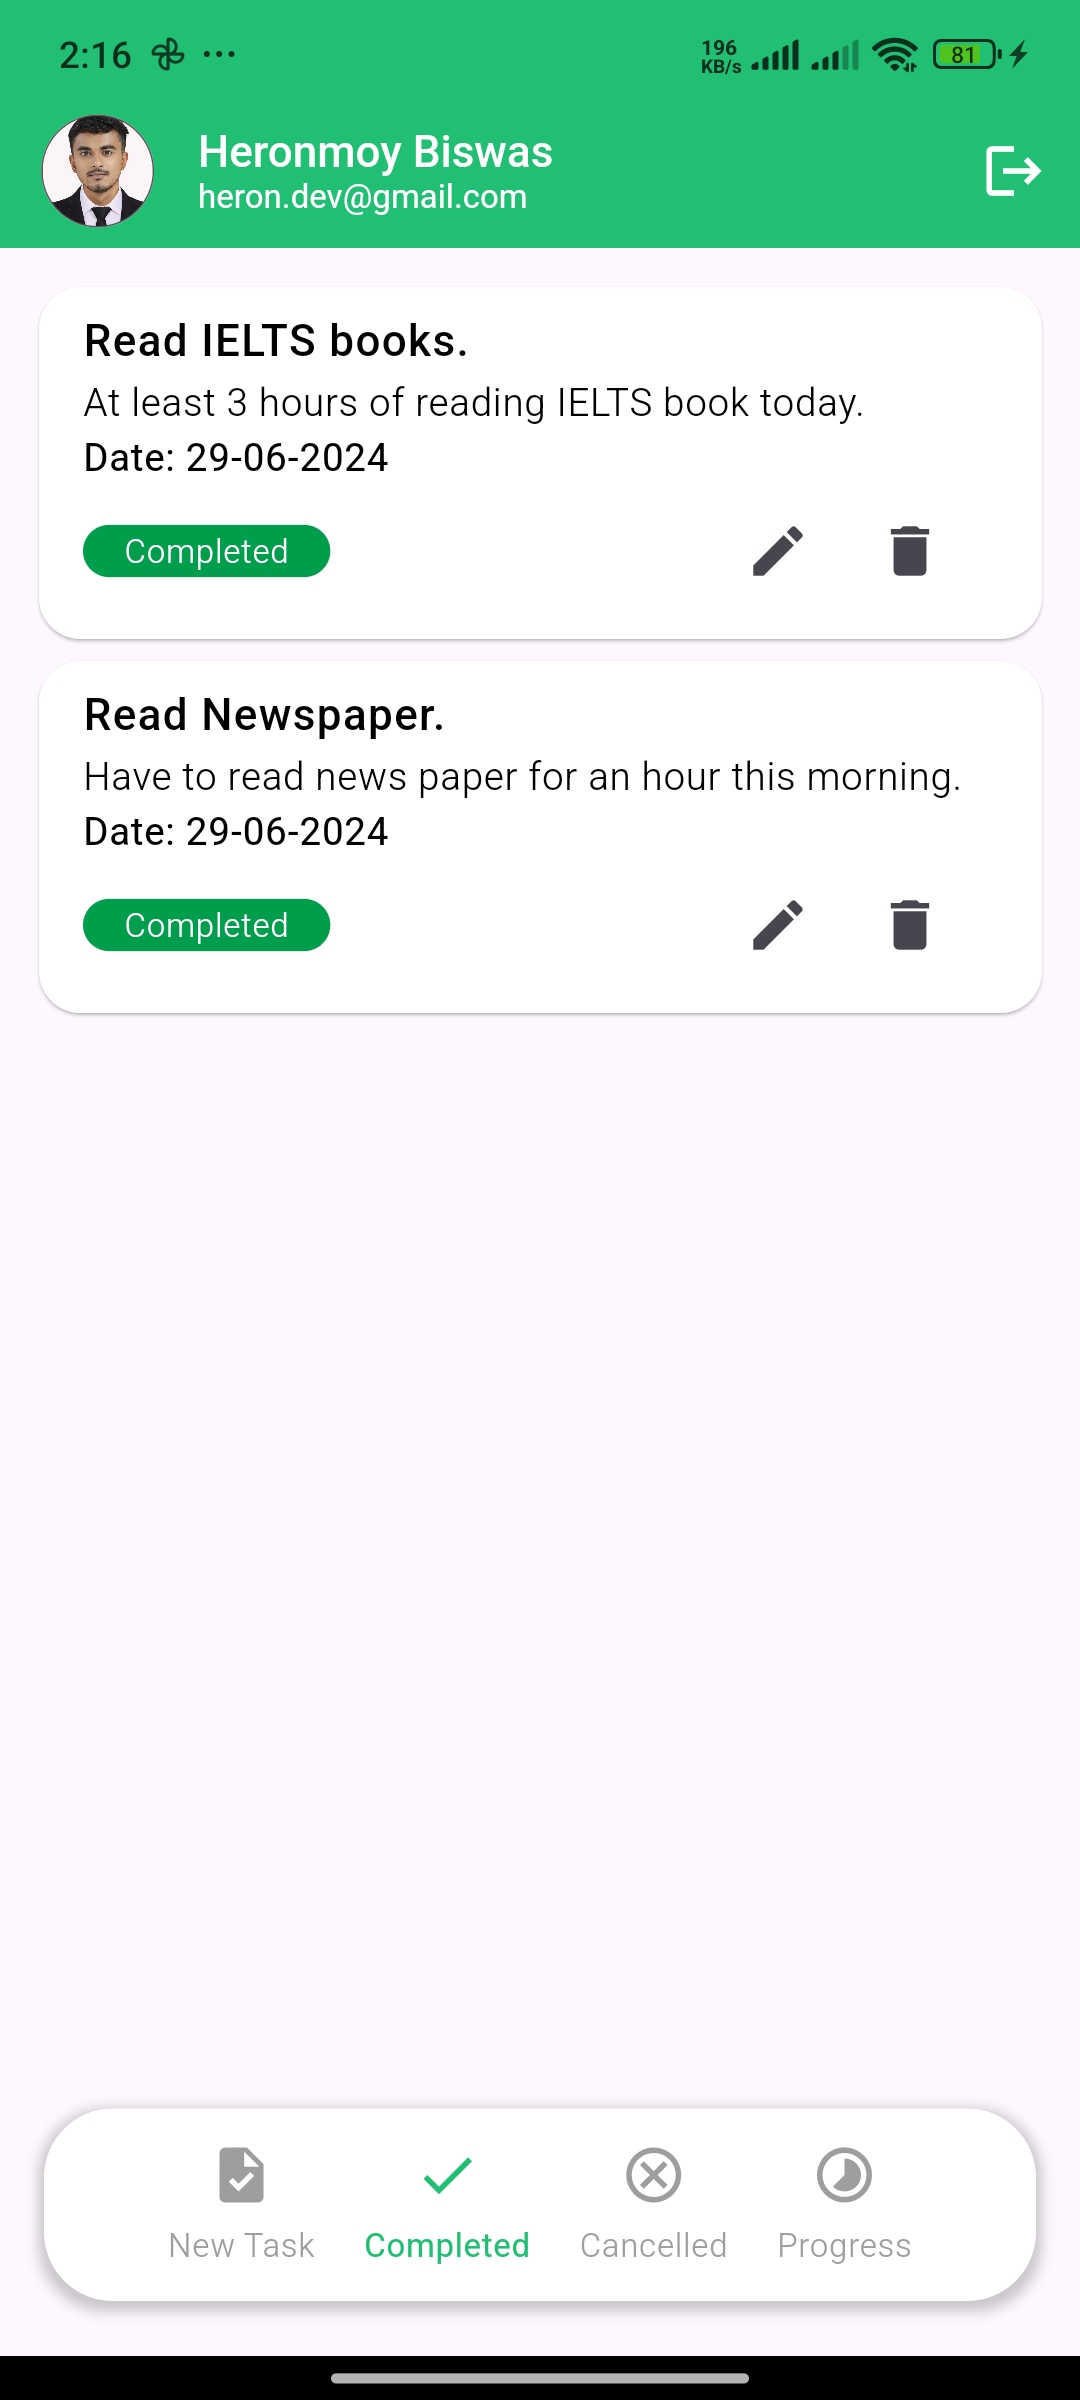 2:16 ...
196
KB/s
81
Heronmoy Biswas
heron.dev@gmail.com
Read IELTS books.
At least 3 hours of reading IELTS book today.
Date: 29-06-2024
Completed
Read Newspaper.
Have to read news paper for an hour this morning.
Date: 29-06-2024
Completed
New Task Completed Cancelled Progress